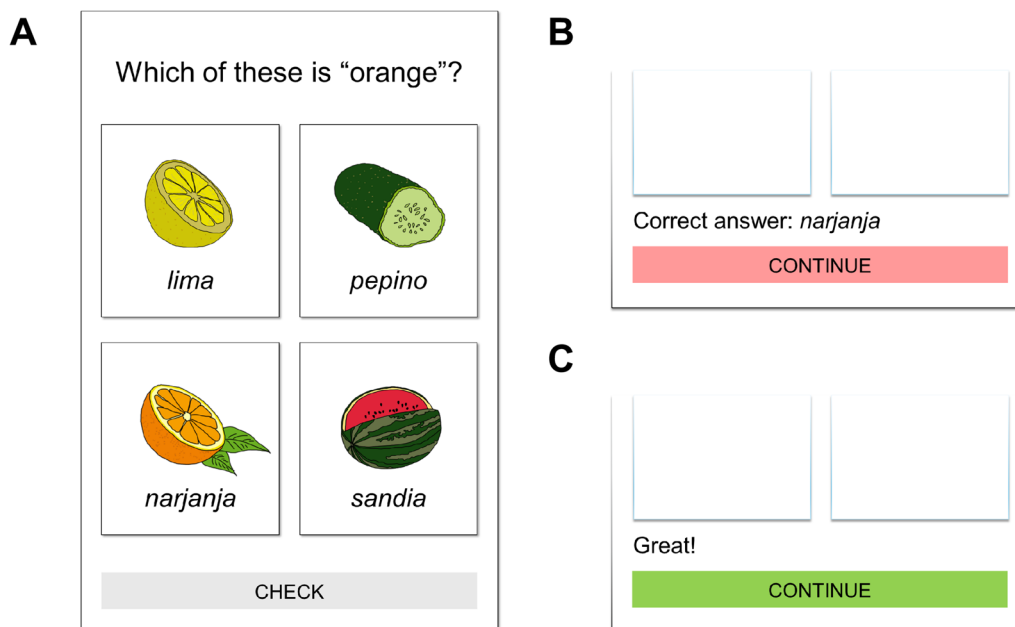 A
Which of these is “orange”?
lima
pepino
narjanja
sandia
CHECK
B
Correct answer: narjanja
CONTINUE
C
Great!
CONTINUE